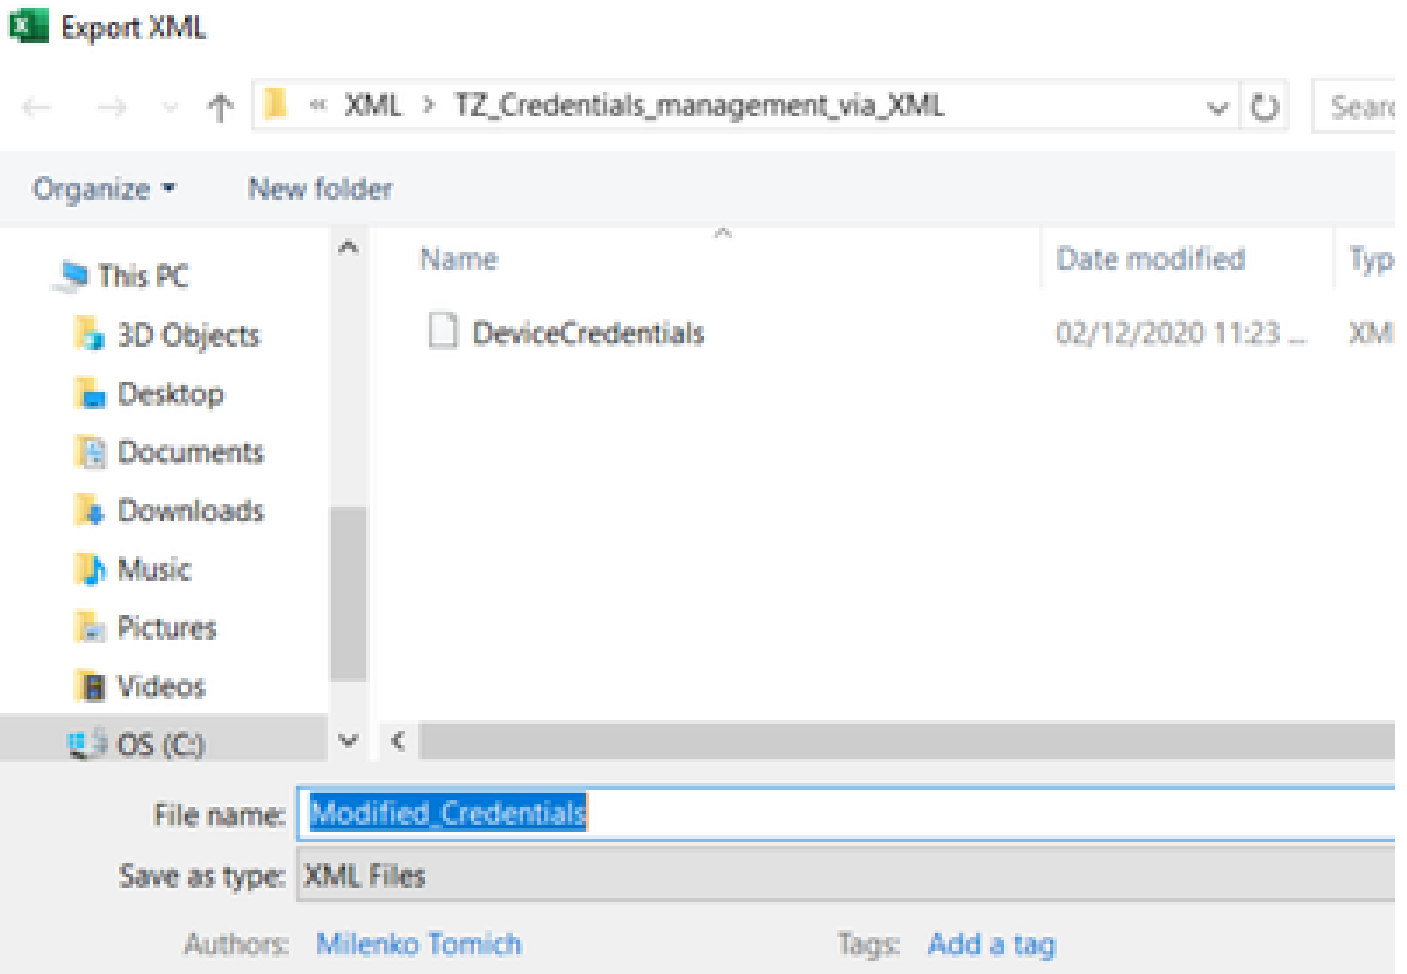 Export XML
« XML > TZ_Credentials_management_via_XML
Organize
New folder
Name
Date modified
This PC
3D Objects
Desktop
Documents
Downloads
Music
Pictures
Videos
OS (C:)
DeviceCredentials
02/12/2020 11:23 ...
XM
File name: Modified_Credentials
Save as type: XML Files
Authors: Milenko Tomich
Tags: Add a tag